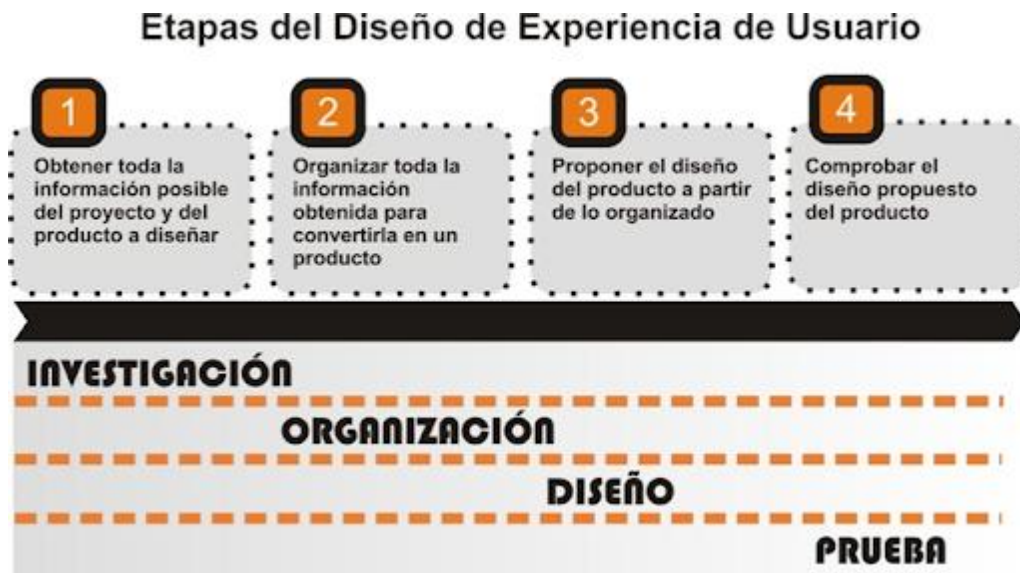 Etapas del Diseño de Experiencia de Usuario
1
Obtener toda la
información posible
del proyecto y del
producto a diseñar
2
Organizar toda la
información
obtenida para
convertirla en un
producto
3
Proponer el diseño
del producto a partir
de lo organizado
4
Comprobar el
diseño propuesto
del producto
INVESTIGACIÓN
ORGANIZACIÓN
DISEÑO
PRUEBA